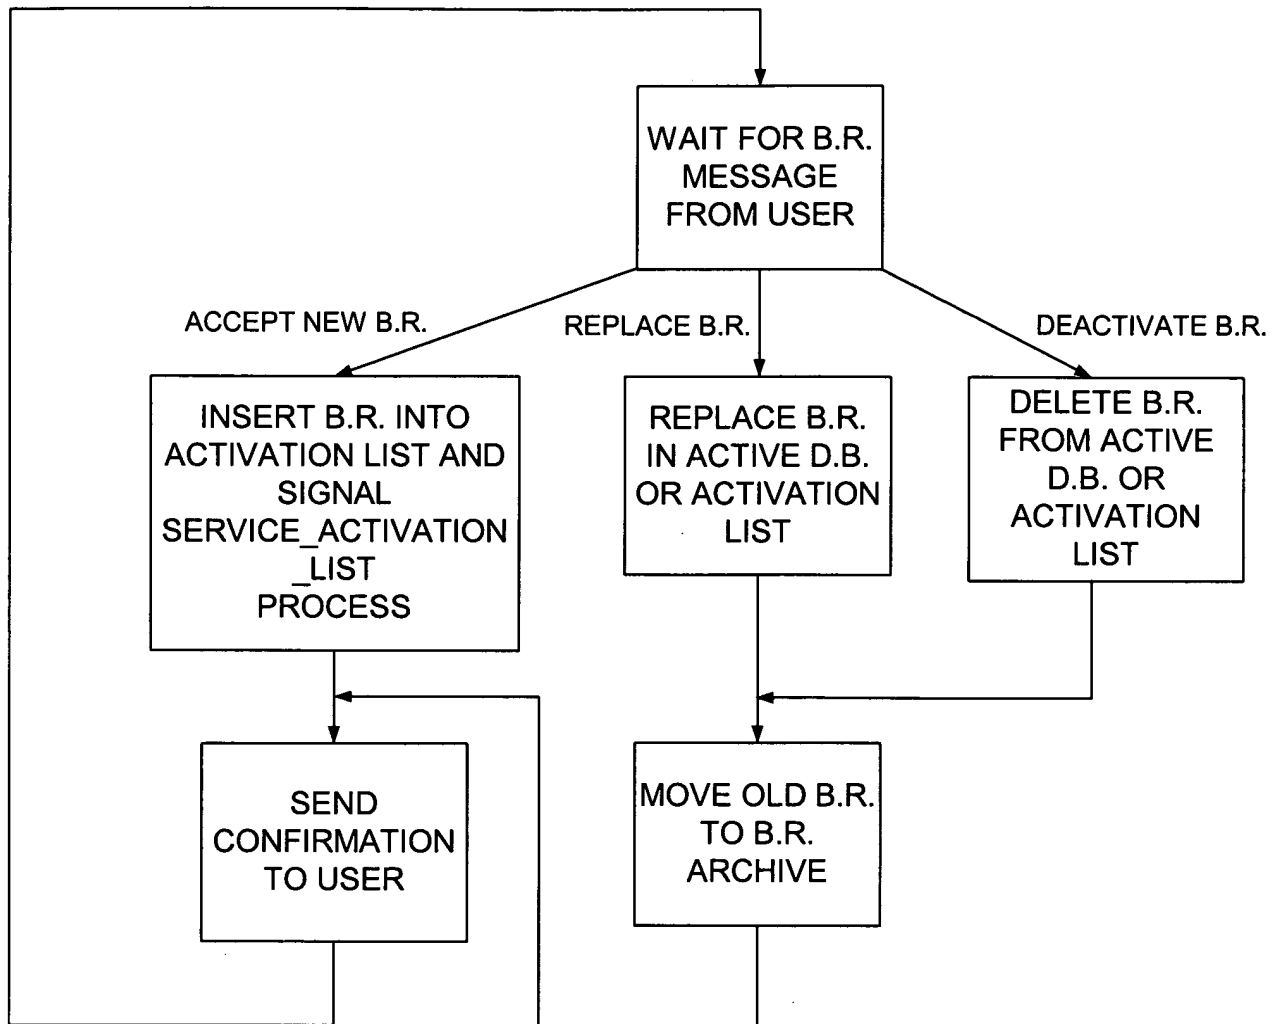 WAIT FOR B.R.
MESSAGE
FROM USER
ACCEPT NEW B.R.
REPLACE B.R.
DEACTIVATE B.R.
INSERT B.R. INTO
ACTIVATION LIST AND
SIGNAL
SERVICE_ACTIVATION
_LIST
PROCESS
REPLACE B.R.
IN ACTIVE D.B.
OR ACTIVATION
LIST
DELETE B.R.
FROM ACTIVE
D.B. OR
ACTIVATION
LIST
SEND
CONFIRMATION
TO USER
MOVE OLD B.R.
TO B.R.
ARCHIVE